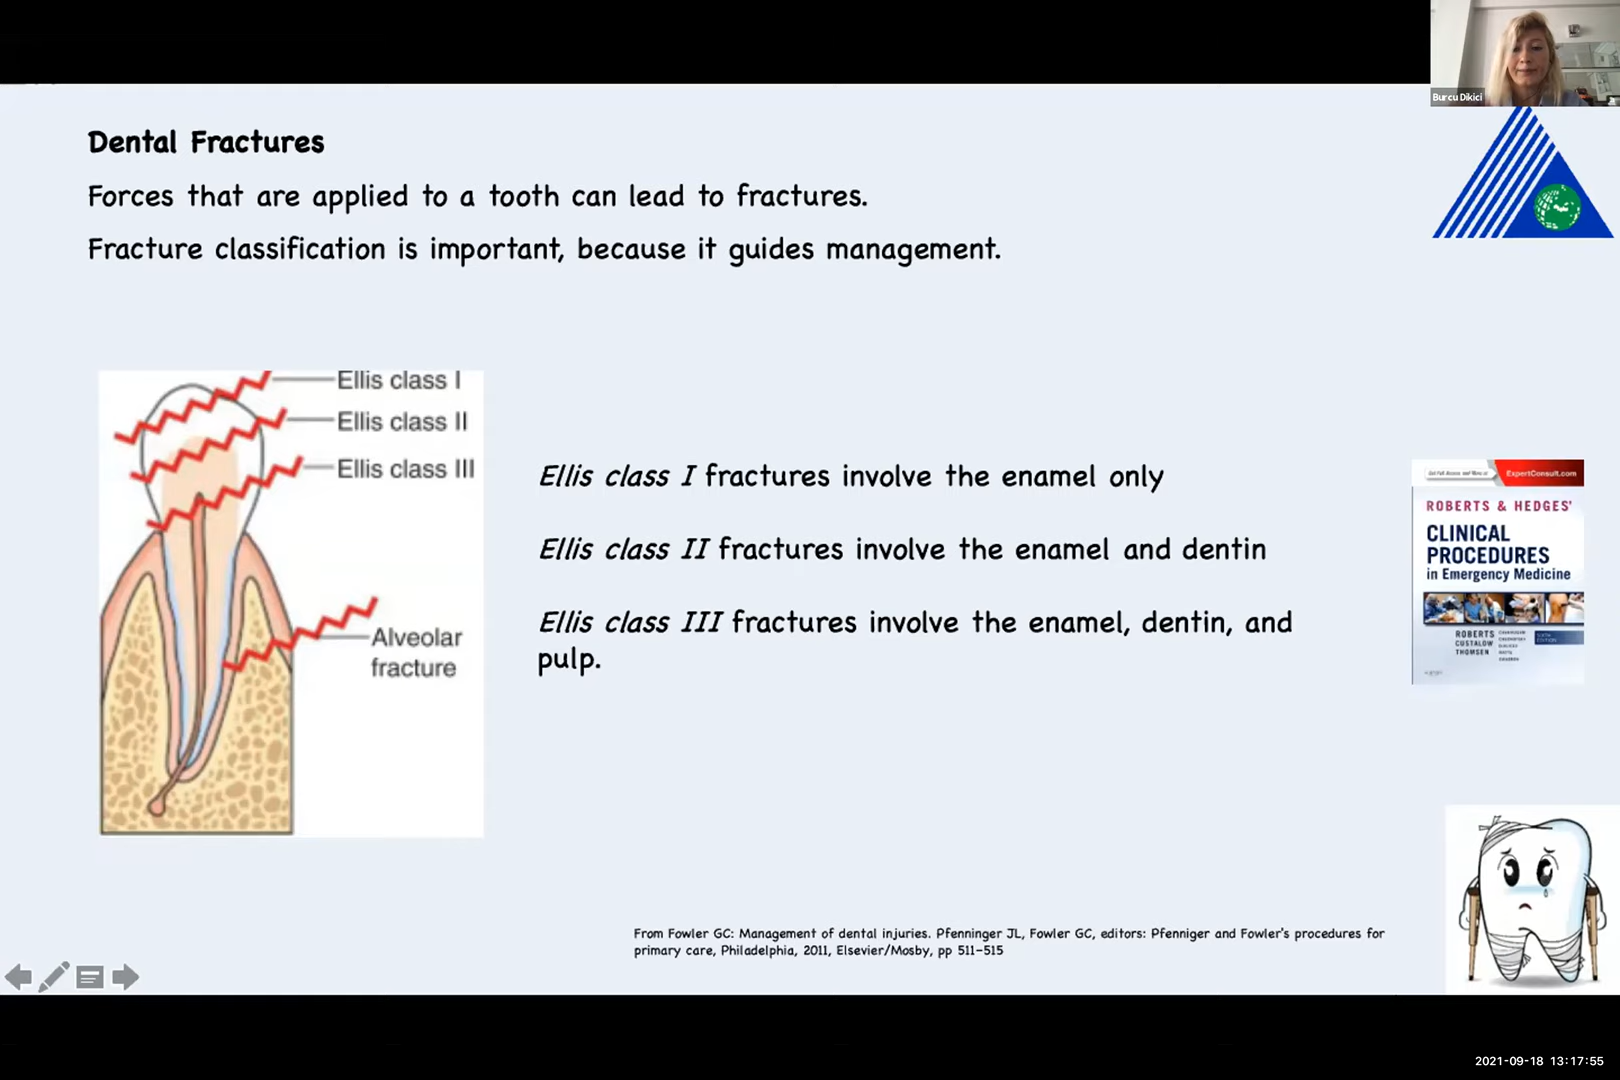 Burcu Dikici
Dental Fractures
Forces that are applied to a tooth can lead to fractures.
Fracture classification is important, because it guides management.
Ellis class I
Ellis class II
Ellis class III
Alveolar
fracture
Ellis class I fractures involve the enamel only
Ellis class II fractures involve the enamel and dentin
Ellis class III fractures involve the enamel, dentin, and
pulp.
ExpertConsult.com
ROBERTS & HEDGES'
CLINICAL
PROCEDURES
in Emergency Medicine
ROBERTS
CUSTALOW
THOMSEN
From Fowler GC: Management of dental injuries. Pfenninger JL, Fowler GC, editors: Pfenniger and Fowler's procedures for
primary care, Philadelphia, 2011, Elsevier/Mosby, pp 511–515
2021-09-18 13:17:55